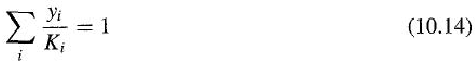 ∑_i y_i/K_i = 1 (10.14)